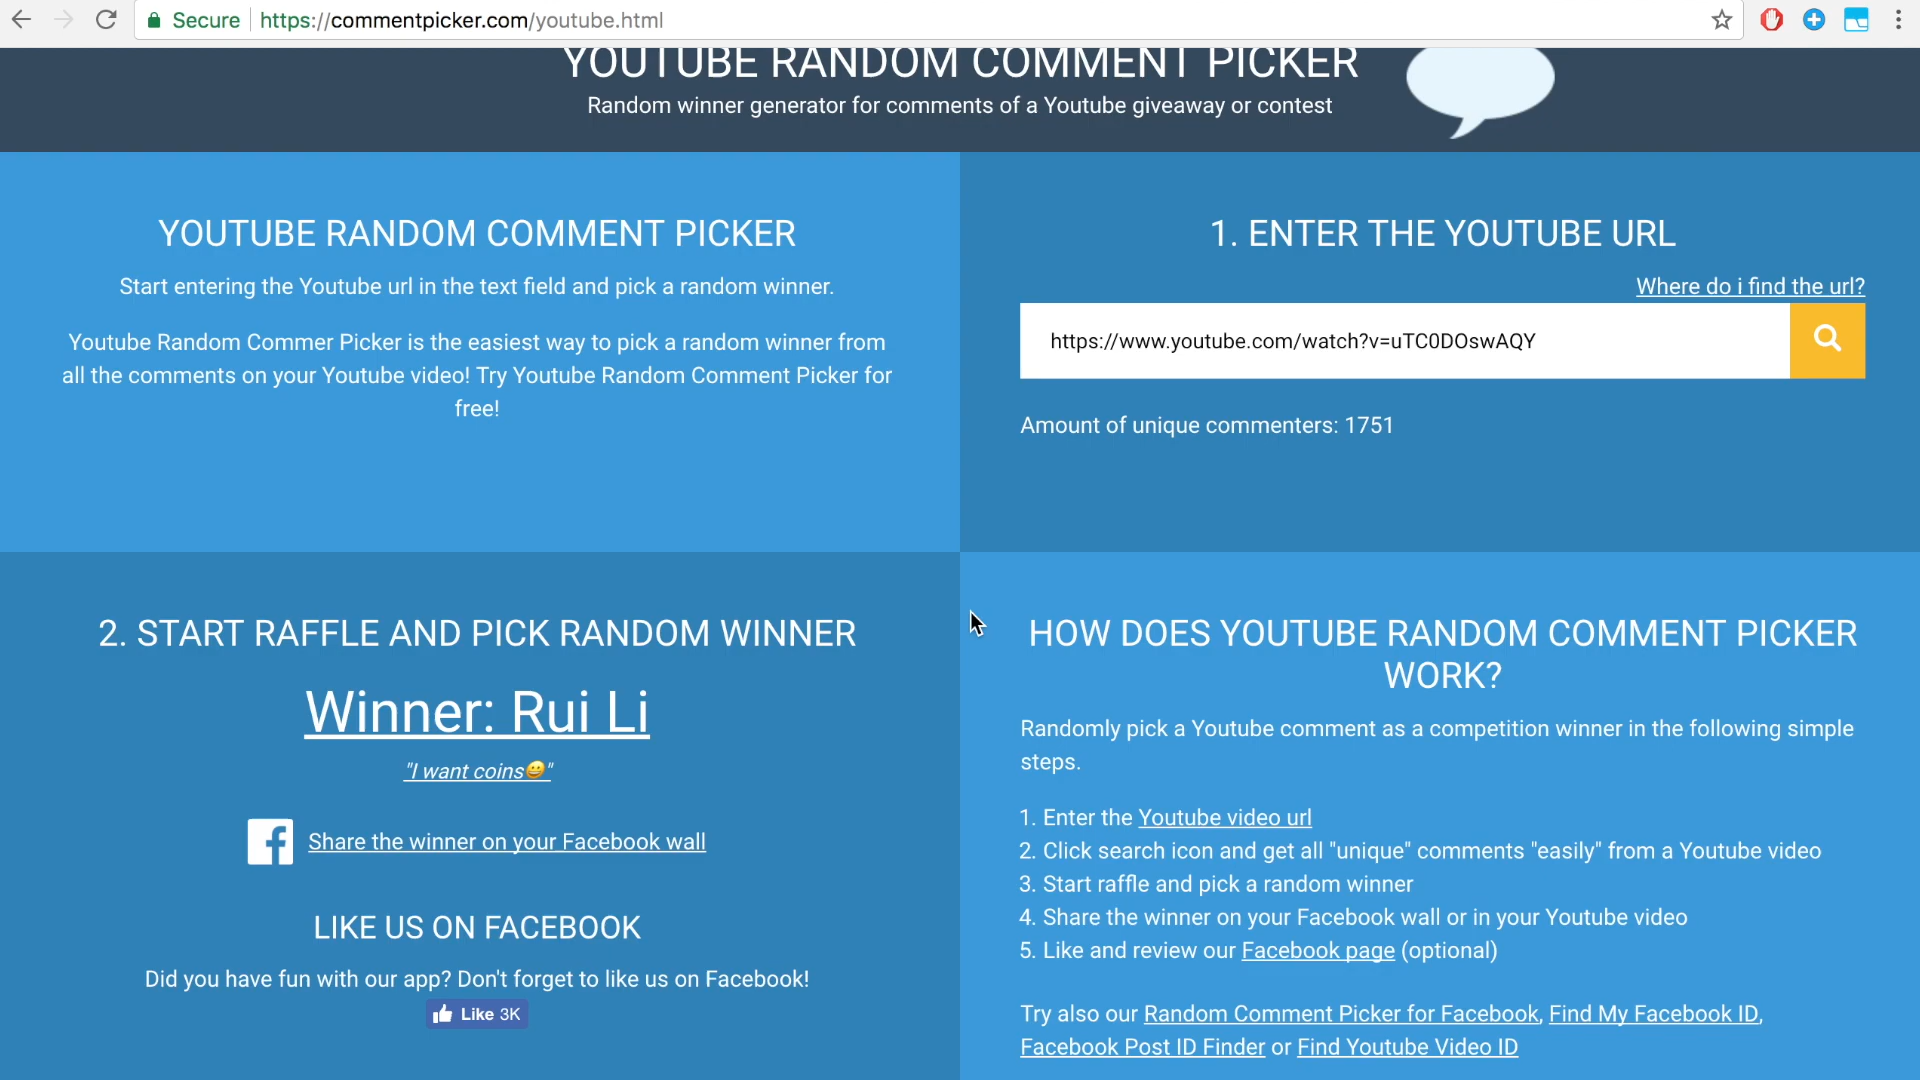 Secure
https://commentpicker.com/youtube.html
YOUTUBE RANDOM COMMENT PICKER
Random winner generator for comments of a Youtube giveaway or contest
YOUTUBE RANDOM COMMENT PICKER
Start entering the Youtube url in the text field and pick a random winner.
Youtube Random Commer Picker is the easiest way to pick a random winner from
all the comments on your Youtube video! Try Youtube Random Comment Picker for
free!
1. ENTER THE YOUTUBE URL
Where do i find the url?
https://www.youtube.com/watch?v=uTC0DOswAQY
Amount of unique commenters: 1751
2. START RAFFLE AND PICK RANDOM WINNER
Winner: Rui Li
"I want coins😀"
Share the winner on your Facebook wall
LIKE US ON FACEBOOK
Did you have fun with our app? Don't forget to like us on Facebook!
Like 3K
HOW DOES YOUTUBE RANDOM COMMENT PICKER
WORK?
Randomly pick a Youtube comment as a competition winner in the following simple
steps.
1. Enter the Youtube video url
2. Click search icon and get all "unique" comments "easily" from a Youtube video
3. Start raffle and pick a random winner
4. Share the winner on your Facebook wall or in your Youtube video
5. Like and review our Facebook page (optional)
Try also our Random Comment Picker for Facebook, Find My Facebook ID,
Facebook Post ID Finder or Find Youtube Video ID